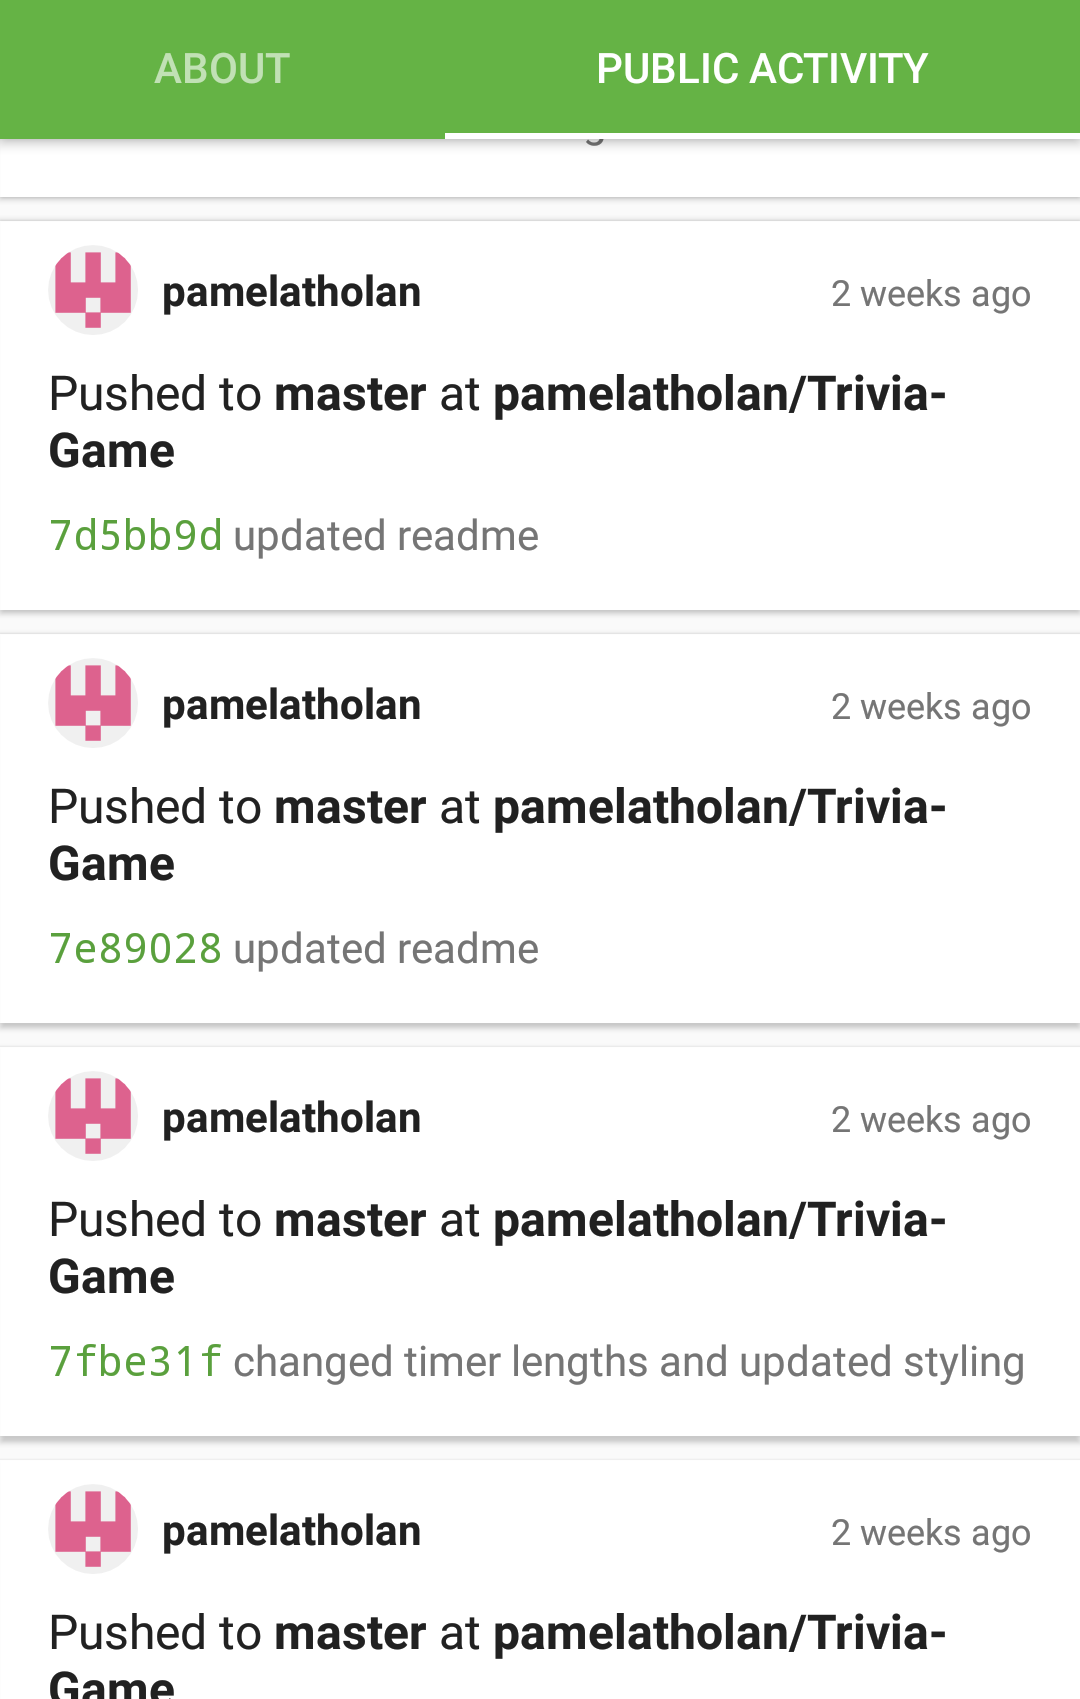 ABOUT PUBLIC ACTIVITY
pamelatholan 2 weeks ago
Pushed to master at pamelatholan/Trivia-
Game
7d5bb9d updated readme
pamelatholan 2 weeks ago
Pushed to master at pamelatholan/Trivia-
Game
7e89028 updated readme
pamelatholan 2 weeks ago
Pushed to master at pamelatholan/Trivia-
Game
7fbe31f changed timer lengths and updated styling
pamelatholan 2 weeks ago
Pushed to master at pamelatholan/Trivia-
Game